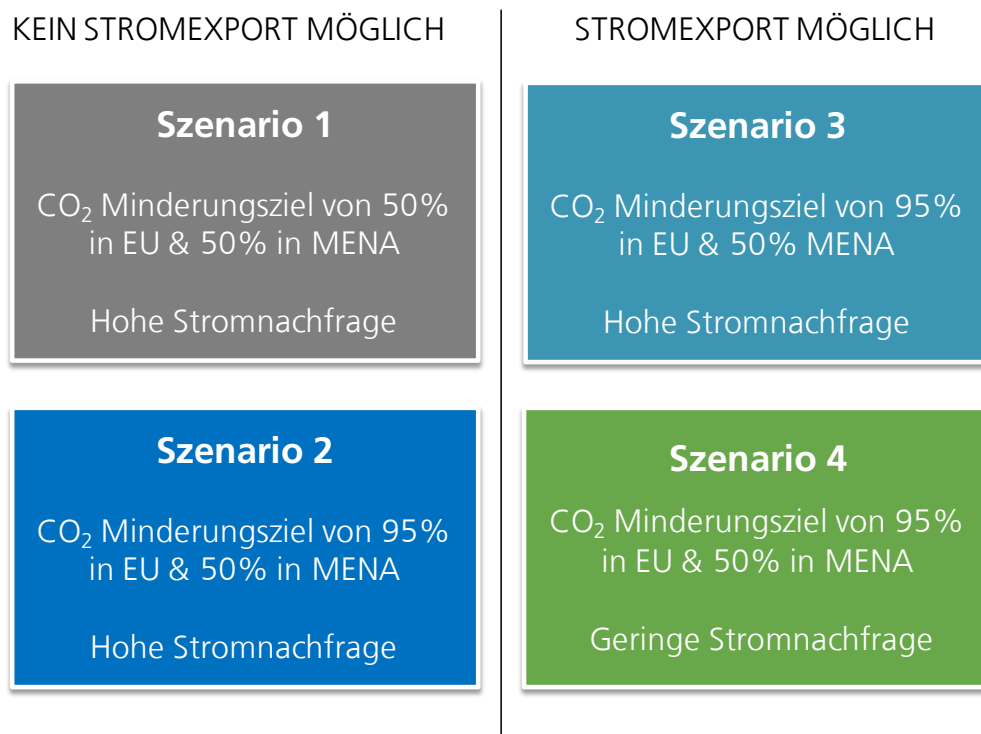 KEIN STROMEXPORT MÖGLICH
Szenario 1
CO₂ Minderungsziel von 50%
in EU & 50% in MENA
Hohe Stromnachfrage
Szenario 2
CO₂ Minderungsziel von 95%
in EU & 50% in MENA
Hohe Stromnachfrage
STROMEXPORT MÖGLICH
Szenario 3
CO₂ Minderungsziel von 95%
in EU & 50% MENA
Hohe Stromnachfrage
Szenario 4
CO₂ Minderungsziel von 95%
in EU & 50% in MENA
Geringe Stromnachfrage